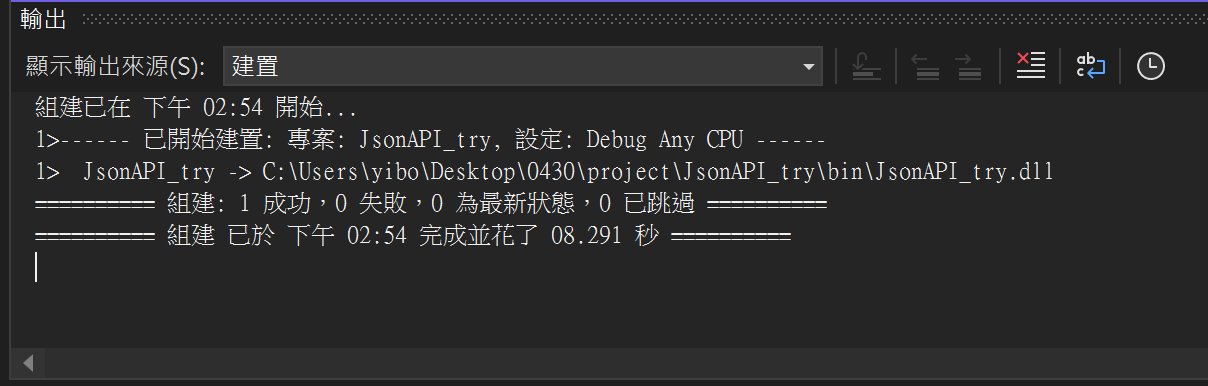 輸出
顯示輸出來源(S): 建置
組建已在 下午 02:54 開始...
1>------ 已開始建置: 專案: JsonAPI_try, 設定: Debug Any CPU ------
1>  JsonAPI_try -> C:\Users\yibo\Desktop\0430\project\JsonAPI_try\bin\JsonAPI_try.dll
========== 組建: 1 成功，0 失敗，0 為最新狀態，0 已跳過 ==========
========== 組建 已於 下午 02:54 完成並花了 08.291 秒 ==========